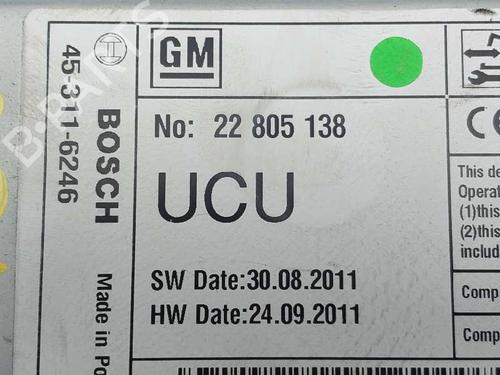 GM
No: 22 805 138
UCU
SW Date:30.08.2011
HW Date:24.09.2011
45-311-6246
BOSCH
Made in Po
CE
This de
Operat
(1)this
(2)this
includ
Comp
Comp
B-PARTS